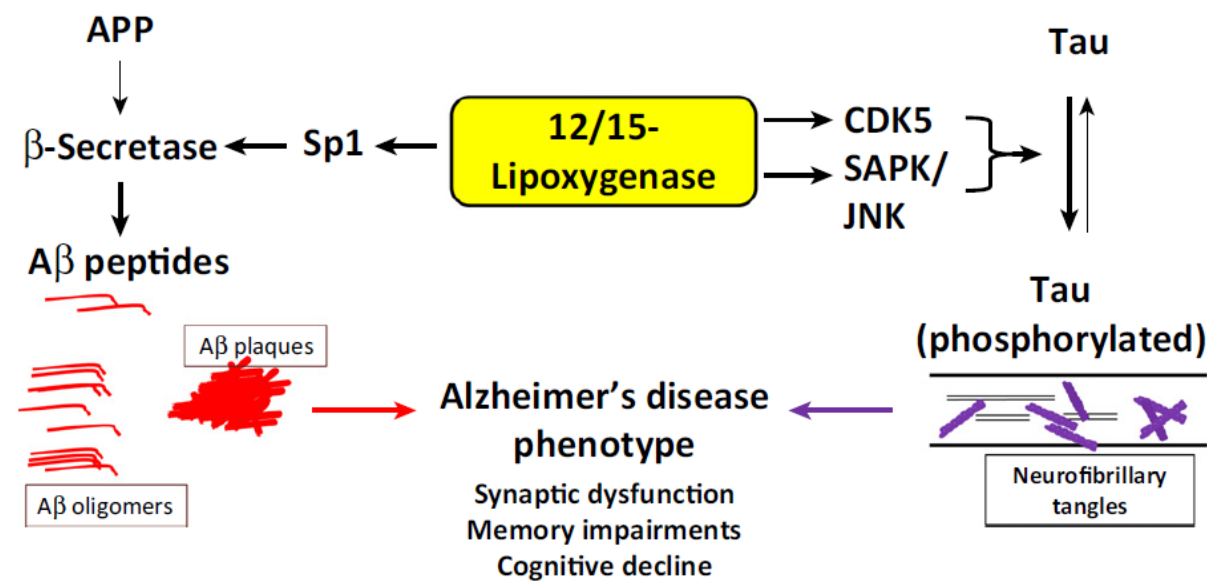 APP
Tau
12/15-
Lipoxygenase
CDK5
SAPK/
JNK
β-Secretase
Sp1
Aβ peptides
Aβ plaques
Aβ oligomers
Tau
(phosphorylated)
Neurofibrillary
tangles
Alzheimer’s disease
phenotype
Synaptic dysfunction
Memory impairments
Cognitive decline